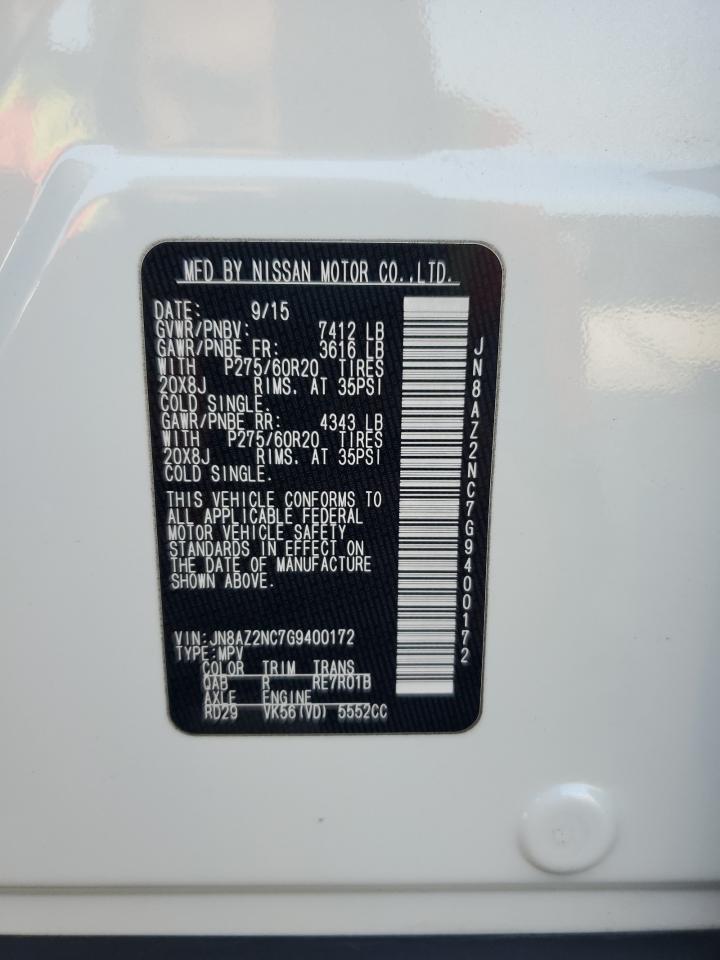 MFD BY NISSAN MOTOR CO.,LTD.
DATE: 9/15
GVWR/PNBV: 7412 LB
GAWR/PNBE FR: 3616 LB
WITH P275/60R20 TIRES
20X8J RIMS. AT 35PSI
COLD SINGLE.
GAWR/PNBE RR: 4343 LB
WITH P275/60R20 TIRES
20X8J RIMS. AT 35PSI
COLD SINGLE.
THIS VEHICLE CONFORMS TO
ALL APPLICABLE FEDERAL
MOTOR VEHICLE SAFETY
STANDARDS IN EFFECT ON
THE DATE OF MANUFACTURE
SHOWN ABOVE.
VIN:JN8AZ2NC7G9400172
TYPE:MPV
COLOR TRIM TRANS
QAB R RE7R01B
AXLE ENGINE
RD29 VK56(VD) 5552CC
JN8AZ2NC7G9400172